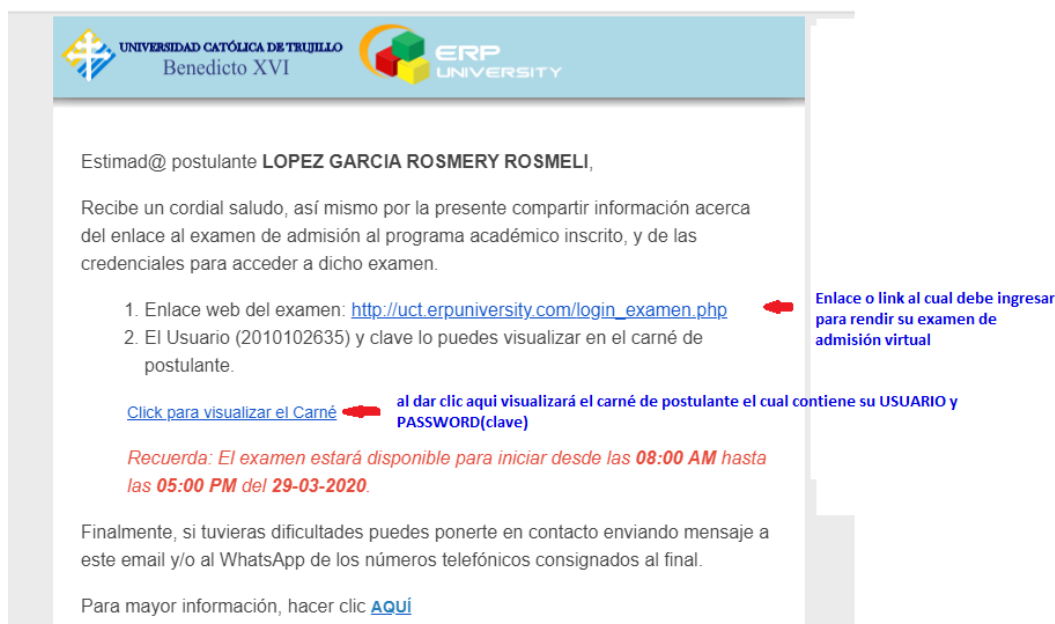 UNIVERSIDAD CATÓLICA DE TRUJILLO
Benedicto XVI
ERP
UNIVERSITY
Estimad@ postulante LOPEZ GARCIA ROSMERY ROSMELI,
Recibe un cordial saludo, así mismo por la presente compartir información acerca
del enlace al examen de admisión al programa académico inscrito, y de las
credenciales para acceder a dicho examen.
1. Enlace web del examen: http://uct.erpuniversity.com/login_examen.php
Enlace o link al cual debe ingresar
para rendir su examen de
admisión virtual
2. El Usuario (2010102635) y clave lo puedes visualizar en el carné de
postulante.
Click para visualizar el Carné
al dar clic aqui visualizará el carné de postulante el cual contiene su USUARIO y
PASSWORD(clave)
Recuerda: El examen estará disponible para iniciar desde las 08:00 AM hasta
las 05:00 PM del 29-03-2020.
Finalmente, si tuvieras dificultades puedes ponerte en contacto enviando mensaje a
este email y/o al WhatsApp de los números telefónicos consignados al final.
Para mayor información, hacer clic AQUÍ